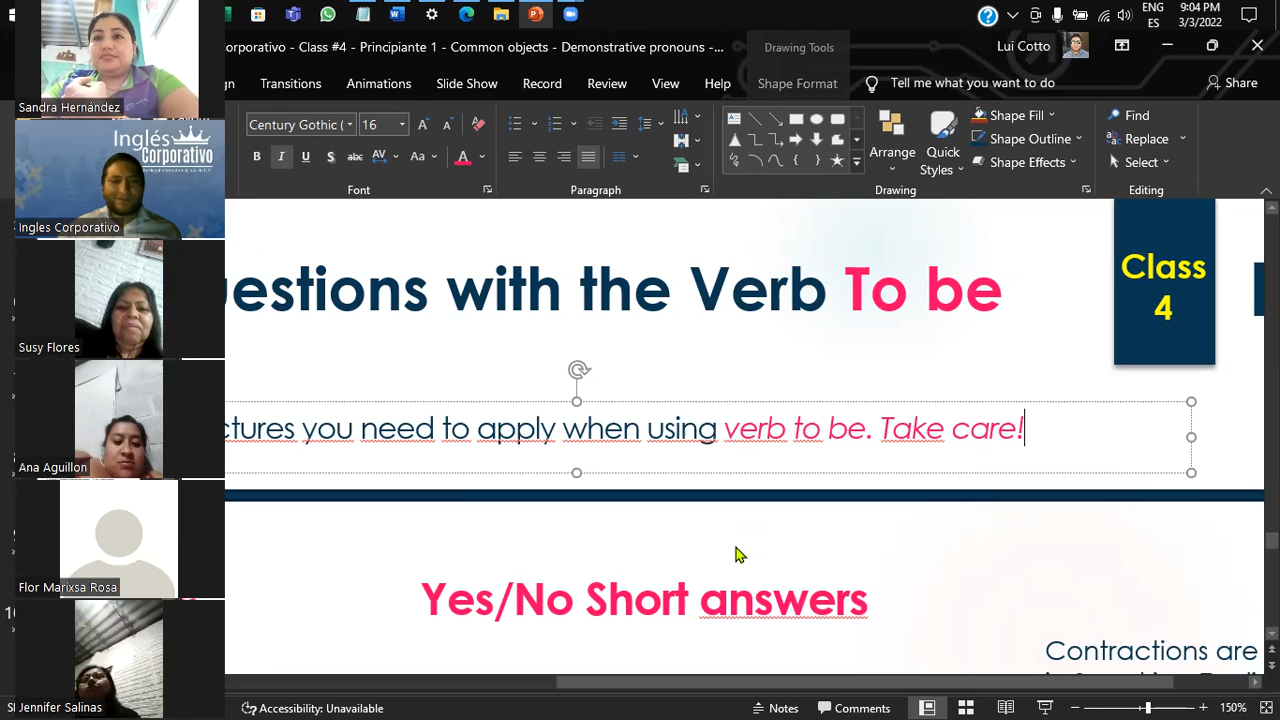 9:04 PM
3/3/2022
ENG
ES
orporativo - Class #4 - Principiante 1 - Common objects - Demonstrative pronouns -...
Drawing Tools
Lui Cotto
gn
Transitions
Animations
Slide Show
Record
Review
View
Help
Shape Format
Tell me what you want to do
Share
Century Gothic (
16
Font
Paragraph
Arrange
Quick
Styles
Shape Fill
Shape Outline
Shape Effects
Drawing
Find
Replace
Select
Editing
Sandra Hernández
Inglés
Corporativo
Ingles Corporativo
Susy Flores
Ana Aguillon
Flor Marixsa Rosa
Jennifer Salinas
uestions with the Verb To be
Class
4
ctures you need to apply when using verb to be. Take care!
Yes/No Short answers
Contractions are
Accessibility: Unavailable
Notes
Comments
150%